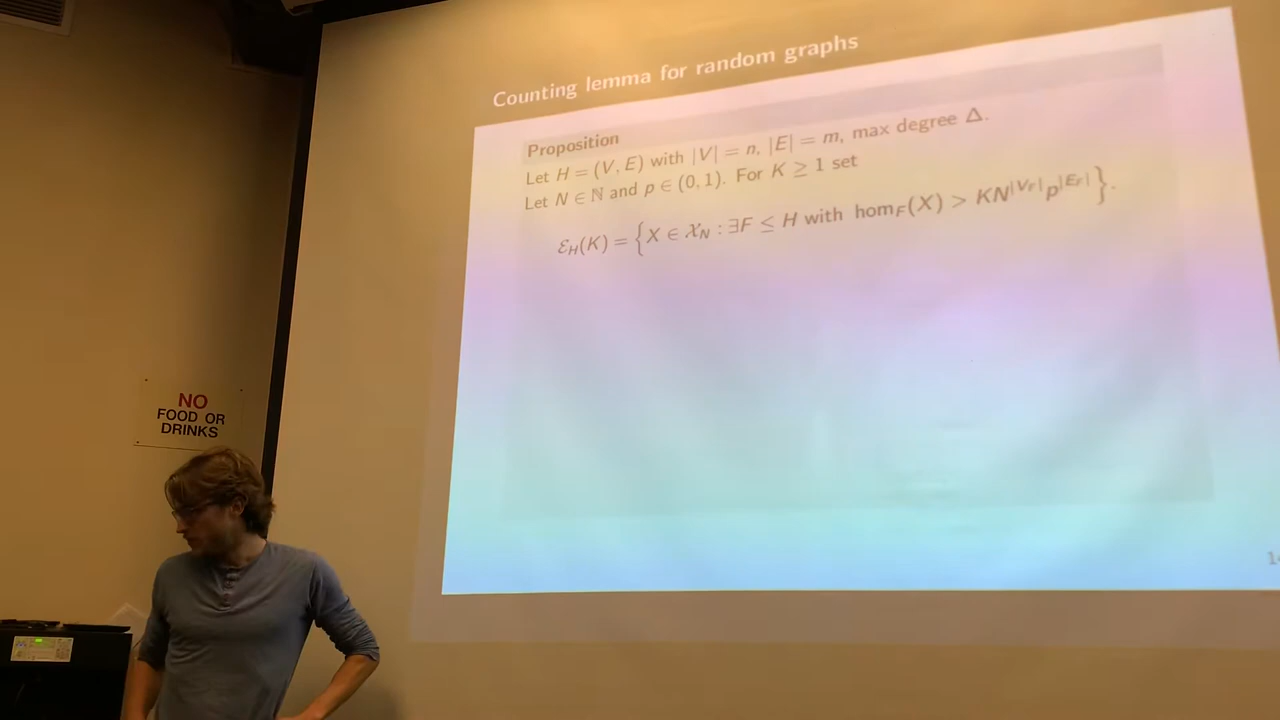 Counting lemma for random graphs
Proposition
Let H = (V, E) with |V| = n, |E| = m, max degree Δ.
Let N ∈ ℕ and p ∈ (0, 1). For K ≥ 1 set
ℰ_H(K) = {X ∈ 𝒳_N : ∃F ≤ H with hom_F(X) > KN^{|V_F|} p^{|E_F|}}.
NO
FOOD OR
DRINKS